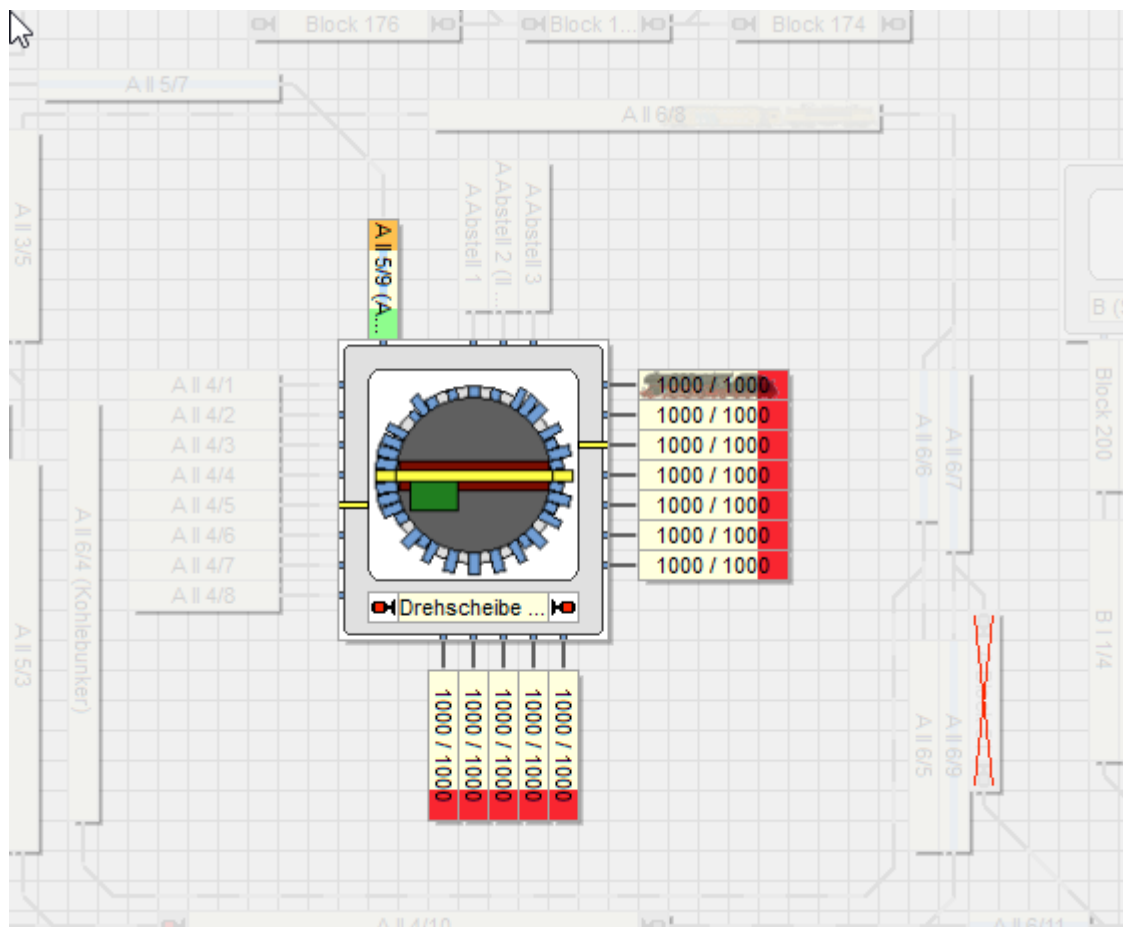 Block 176
Block 1...
Block 174
A II 5/7
A II 6/8
A II 3/5
A Abstell 1
A Abstell 2 (II ...
A Abstell 3
A II 5/9 (A...
B (
A II 4/1
A II 4/2
A II 4/3
A II 4/4
A II 4/5
A II 4/6
A II 4/7
A II 4/8
1000 / 1000
1000 / 1000
1000 / 1000
1000 / 1000
1000 / 1000
1000 / 1000
1000 / 1000
Block 200
A II 6/6
A II 6/7
A II 6/4 (Kohlebunker)
Drehscheibe ...
A II 5/3
B I 1/4
1000 / 1000
1000 / 1000
1000 / 1000
1000 / 1000
1000 / 1000
A II 6/5
A II 6/9
A II 4/10
A II 6/11